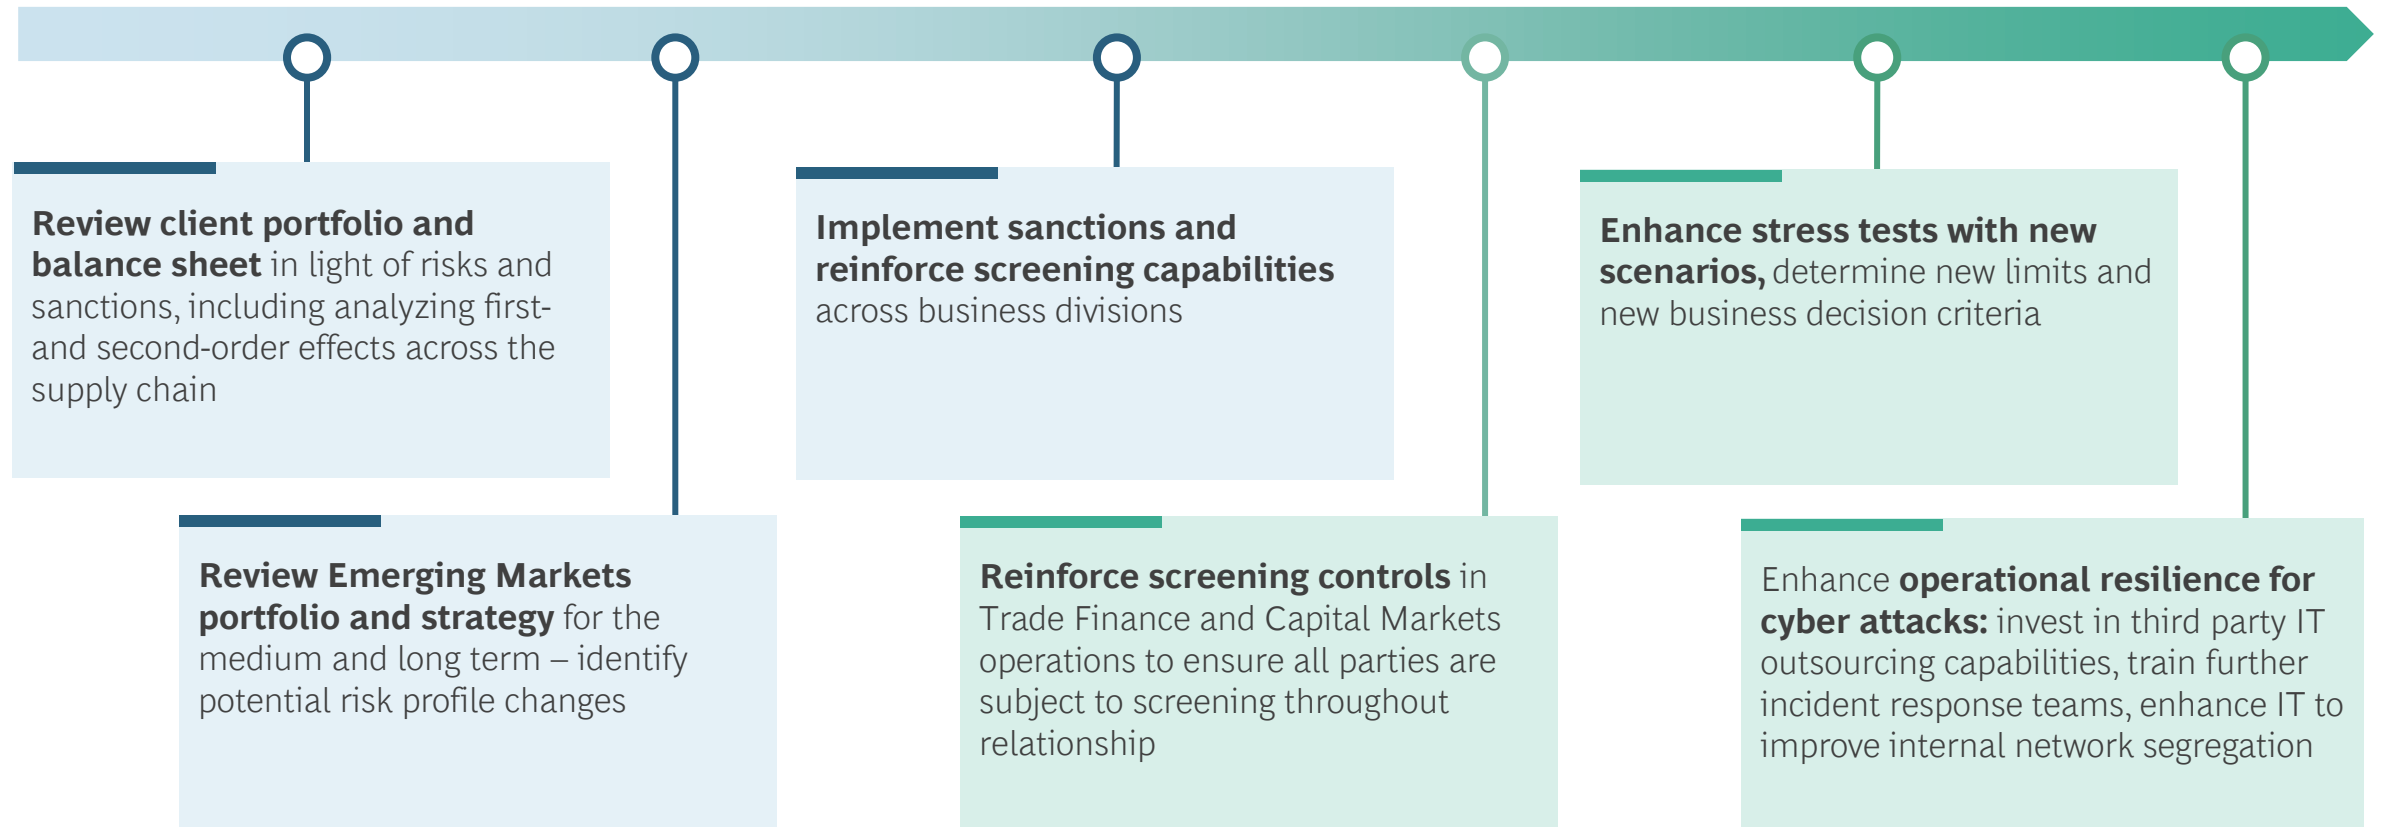 Review client portfolio and
balance sheet in light of risks and
sanctions, including analyzing first-
and second-order effects across the
supply chain
Review Emerging Markets
portfolio and strategy for the
medium and long term – identify
potential risk profile changes
Implement sanctions and
reinforce screening capabilities
across business divisions
Reinforce screening controls in
Trade Finance and Capital Markets
operations to ensure all parties are
subject to screening throughout
relationship
Enhance stress tests with new
scenarios, determine new limits and
new business decision criteria
Enhance operational resilience for
cyber attacks: invest in third party IT
outsourcing capabilities, train further
incident response teams, enhance IT to
improve internal network segregation